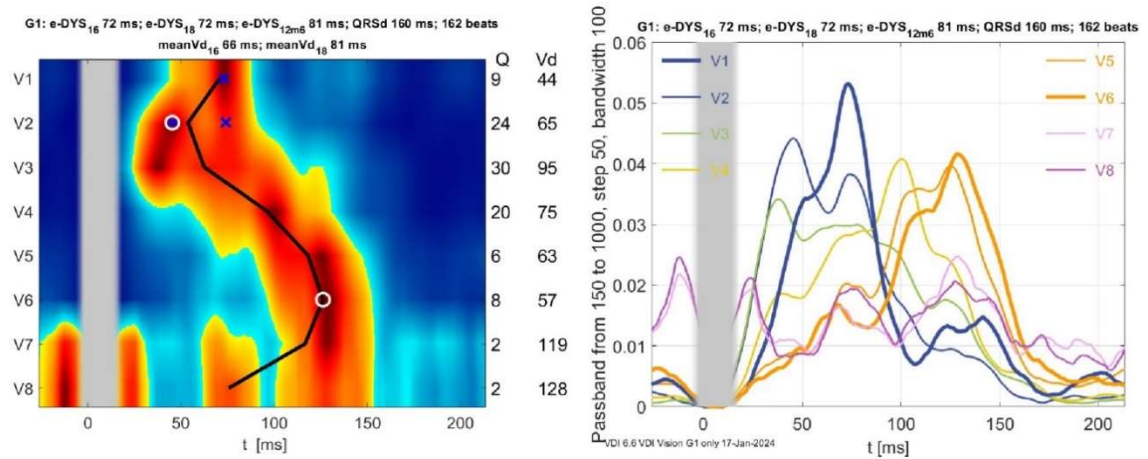 G1: e-DYS16 72 ms; e-DYS18 72 ms; e-DYS12m6 81 ms; QRSd 160 ms; 162 beats
meanVd16 66 ms; meanVd18 81 ms
Q Vd
V1 9 44
V2 24 65
V3 30 95
V4 20 75
V5 6 63
V6 8 57
V7 2 119
V8 2 128
0 50 100 150 200
t [ms]
G1: e-DYS16 72 ms; e-DYS18 72 ms; e-DYS12m6 81 ms; QRSd 160 ms; 162 beats
Passband from 150 to 1000, step 50, bandwidth 100
0.06
0.05
0.04
0.03
0.02
0.01
0
V1
V2
V3
V4
V5
V6
V7
V8
0 50 100 150 200
t [ms]
VDI 6.6 VDI Vision G1 only 17-Jan-2024